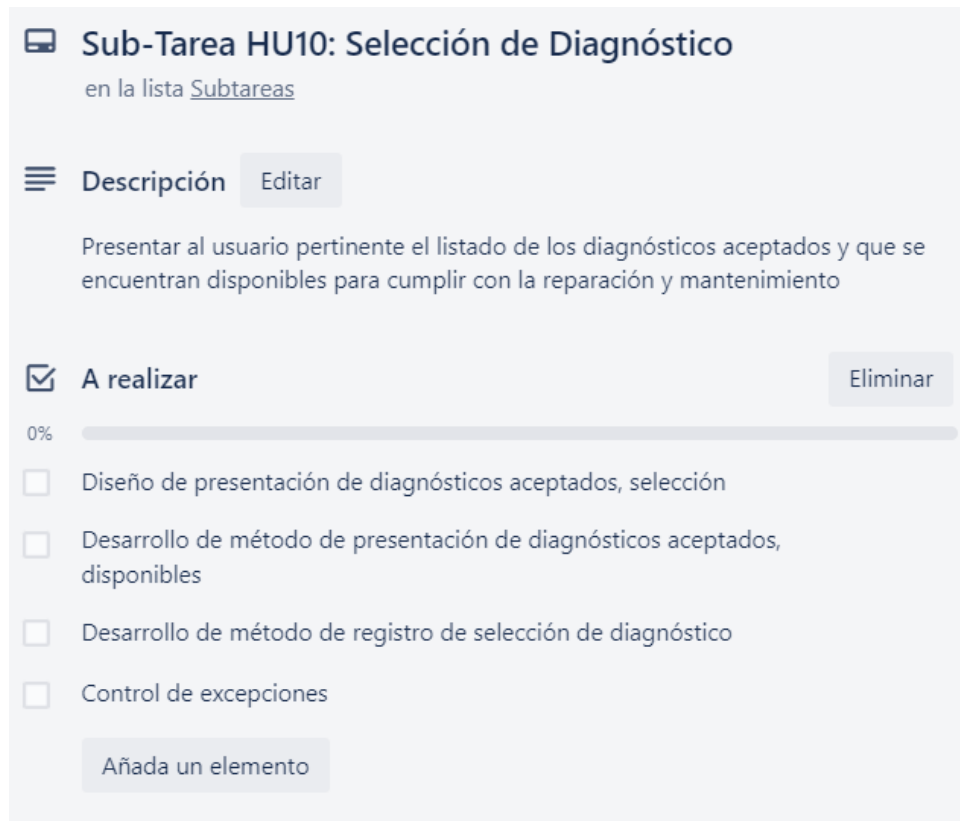 Sub-Tarea HU10: Selección de Diagnóstico
en la lista Subtareas
Descripción Editar
Presentar al usuario pertinente el listado de los diagnósticos aceptados y que se
encuentran disponibles para cumplir con la reparación y mantenimiento
A realizar Eliminar
0%
Diseño de presentación de diagnósticos aceptados, selección
Desarrollo de método de presentación de diagnósticos aceptados,
disponibles
Desarrollo de método de registro de selección de diagnóstico
Control de excepciones
Añada un elemento